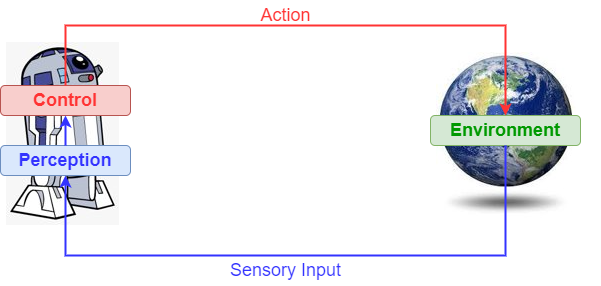 Action
Control
Environment
Perception
Sensory Input